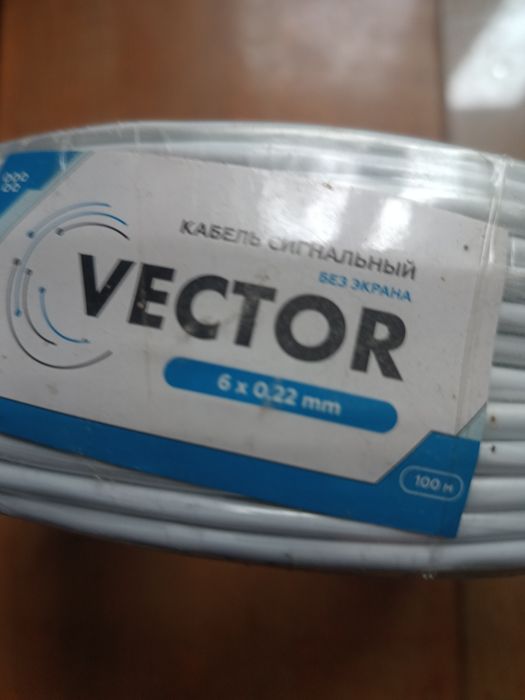 КАБЕЛЬ СИГНАЛЬНЫЙ
БЕЗ ЭКРАНА
VECTOR
6 x 0,22 mm
100 м